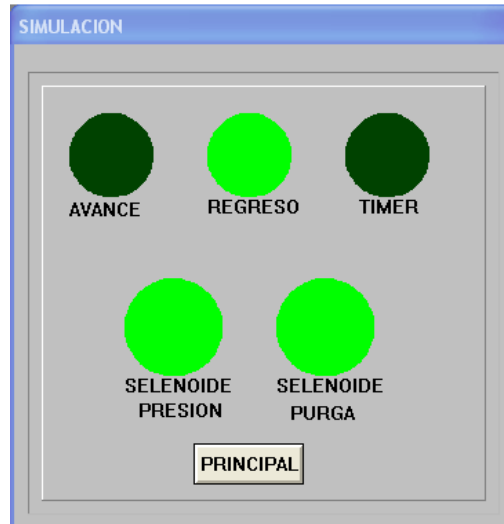 SIMULACION
AVANCE
REGRESO
TIMER
SELENOIDE
PRESION
SELENOIDE
PURGA
PRINCIPAL